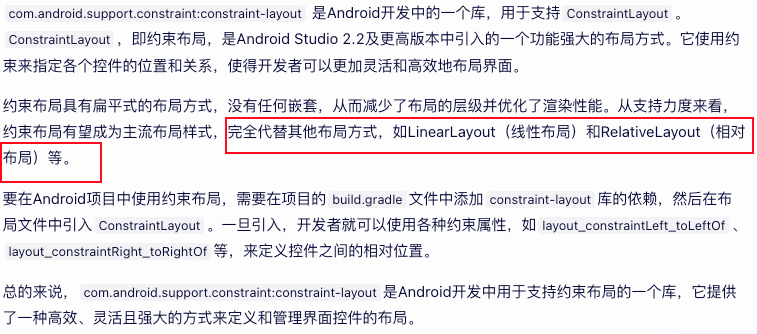 com.android.support.constraint:constraint-layout 是Android开发中的一个库，用于支持 ConstraintLayout 。
ConstraintLayout ，即约束布局，是Android Studio 2.2及更高版本中引入的一个功能强大的布局方式。它使用约
束来指定各个控件的位置和关系，使得开发者可以更加灵活和高效地布局界面。
约束布局具有扁平式的布局方式，没有任何嵌套，从而减少了布局的层级并优化了渲染性能。从支持力度来看，
约束布局有望成为主流布局样式，完全代替其他布局方式，如LinearLayout（线性布局）和RelativeLayout（相对
布局）等。
要在Android项目中使用约束布局，需要在项目的 build.gradle 文件中添加 constraint-layout 库的依赖，然后在布
局文件中引入 ConstraintLayout 。一旦引入，开发者就可以使用各种约束属性，如 layout_constraintLeft_toLeftOf 、
layout_constraintRight_toRightOf 等，来定义控件之间的相对位置。
总的来说， com.android.support.constraint:constraint-layout 是Android开发中用于支持约束布局的一个库，它提供
了一种高效、灵活且强大的方式来定义和管理界面控件的布局。